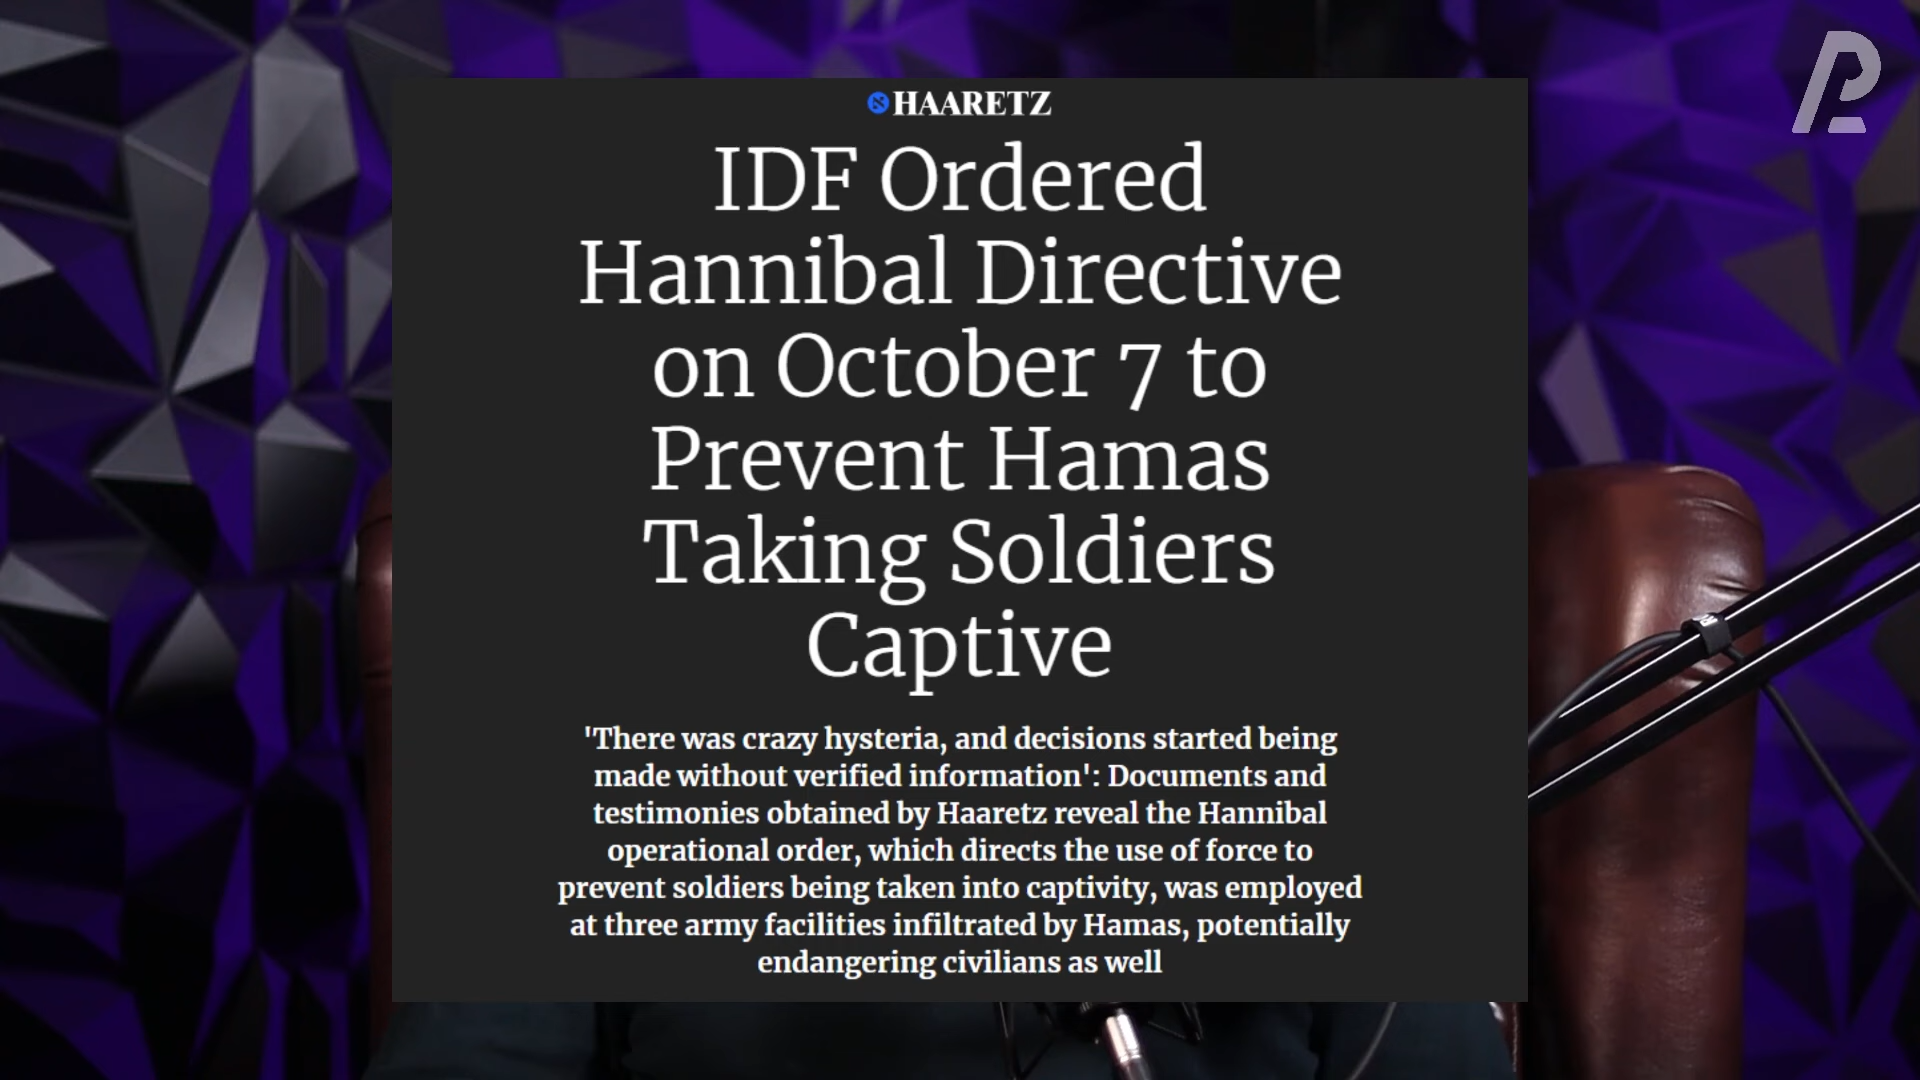 HAARETZ
IDF Ordered
Hannibal Directive
on October 7 to
Prevent Hamas
Taking Soldiers
Captive
'There was crazy hysteria, and decisions started being
made without verified information': Documents and
testimonies obtained by Haaretz reveal the Hannibal
operational order, which directs the use of force to
prevent soldiers being taken into captivity, was employed
at three army facilities infiltrated by Hamas, potentially
endangering civilians as well